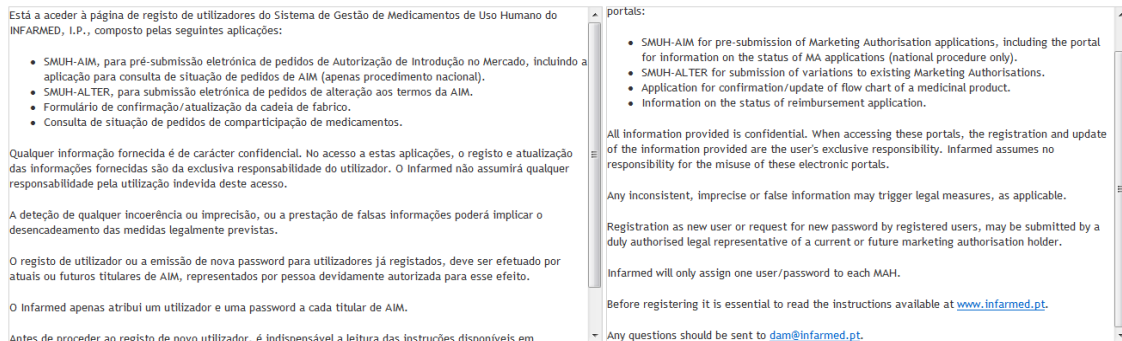 Está a aceder à página de registo de utilizadores do Sistema de Gestão de Medicamentos de Uso Humano do
INFARMED, I.P., composto pelas seguintes aplicações:
• SMUH-AIM, para pré-submissão eletrónica de pedidos de Autorização de Introdução no Mercado, incluindo a
aplicação para consulta de situação de pedidos de AIM (apenas procedimento nacional).
• SMUH-ALTER, para submissão eletrónica de pedidos de alteração aos termos da AIM.
• Formulário de confirmação/atualização da cadeia de fabrico.
• Consulta de situação de pedidos de comparticipação de medicamentos.
Qualquer informação fornecida é de carácter confidencial. No acesso a estas aplicações, o registo e atualização
das informações fornecidas são da exclusiva responsabilidade do utilizador. O Infarmed não assumirá qualquer
responsabilidade pela utilização indevida deste acesso.
A deteção de qualquer incoerência ou imprecisão, ou a prestação de falsas informações poderá implicar o
desencadeamento das medidas legalmente previstas.
O registo de utilizador ou a emissão de nova password para utilizadores já registados, deve ser efetuado por
atuais ou futuros titulares de AIM, representados por pessoa devidamente autorizada para esse efeito.
O Infarmed apenas atribui um utilizador e uma password a cada titular de AIM.
Antes de proceder ao registo de novo utilizador, é indispensável a leitura das instruções disponíveis em
portals:
• SMUH-AIM for pre-submission of Marketing Authorisation applications, including the portal
for information on the status of MA applications (national procedure only).
• SMUH-ALTER for submission of variations to existing Marketing Authorisations.
• Application for confirmation/update of flow chart of a medicinal product.
• Information on the status of reimbursement application.
All information provided is confidential. When accessing these portals, the registration and update
of the information provided are the user's exclusive responsibility. Infarmed assumes no
responsibility for the misuse of these electronic portals.
Any inconsistent, imprecise or false information may trigger legal measures, as applicable.
Registration as new user or request for new password by registered users, may be submitted by a
duly authorised legal representative of a current or future marketing authorisation holder.
Infarmed will only assign one user/password to each MAH.
Before registering it is essential to read the instructions available at www.infarmed.pt.
Any questions should be sent to dam@infarmed.pt.